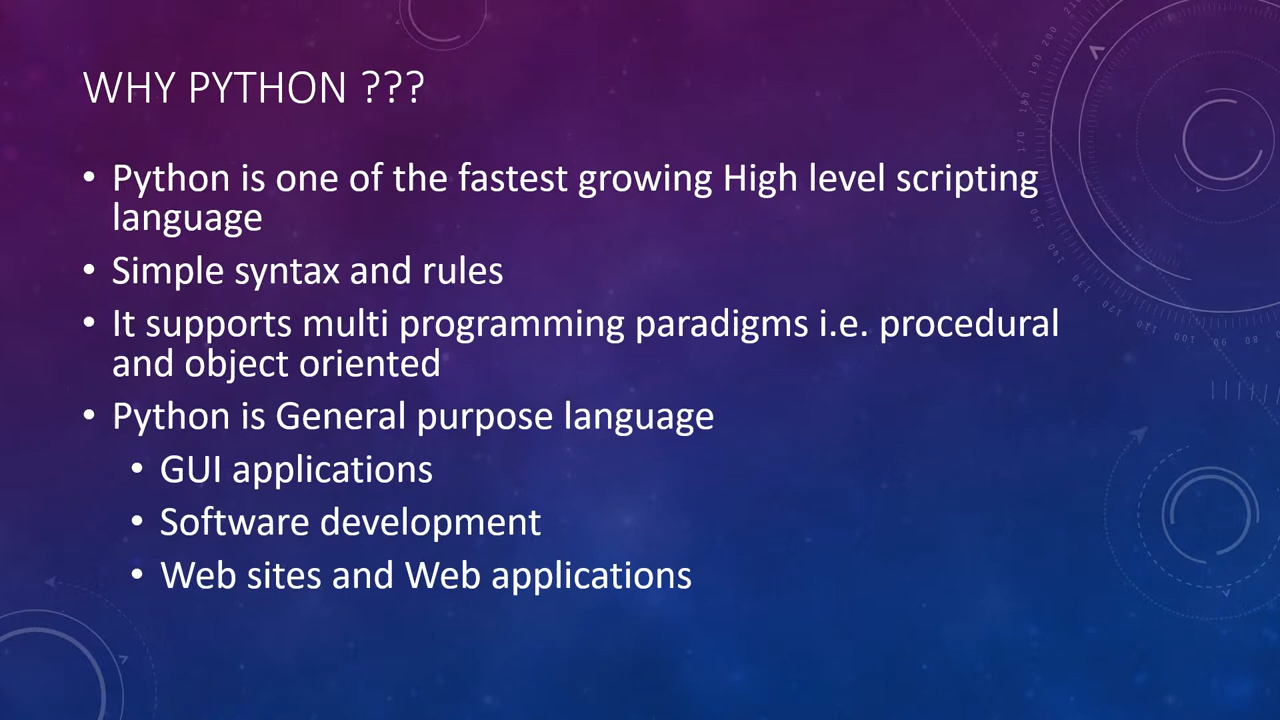 WHY PYTHON ???
• Python is one of the fastest growing High level scripting
language
• Simple syntax and rules
• It supports multi programming paradigms i.e. procedural
and object oriented
• Python is General purpose language
• GUI applications
• Software development
• Web sites and Web applications